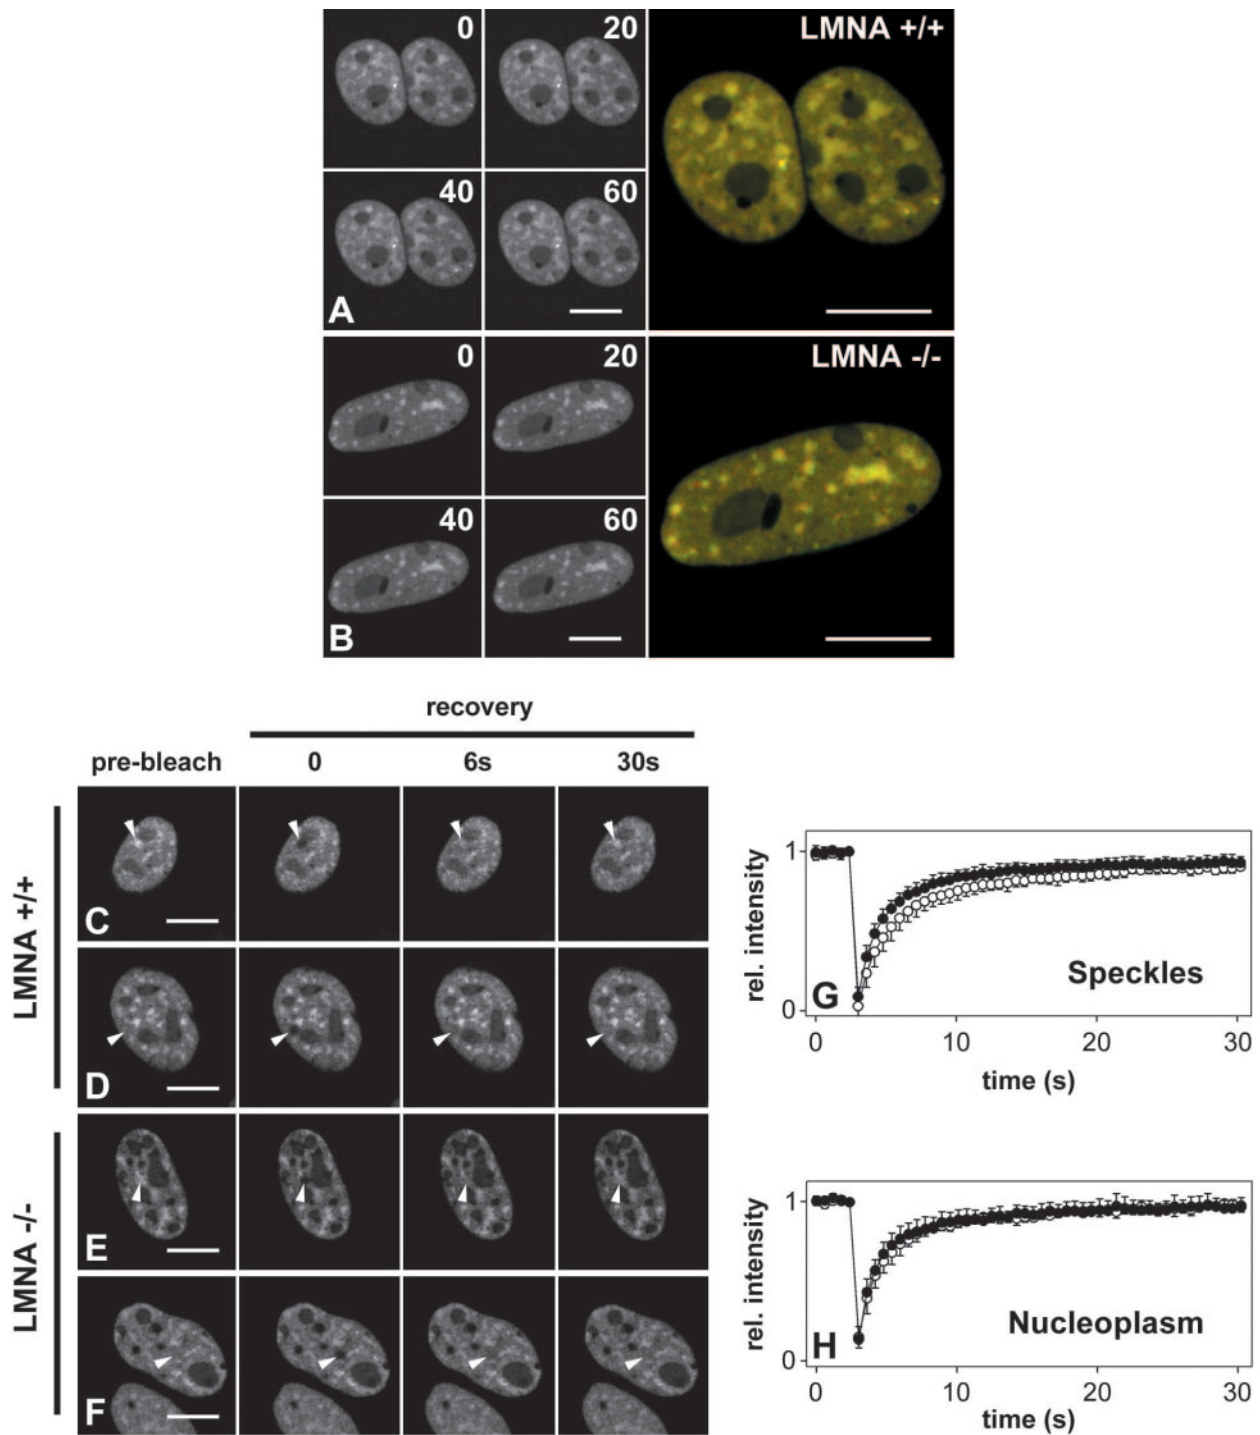 0
20
LMNA +/+
40
60
A
0
20
LMNA -/-
40
60
B
recovery
pre-bleach 0 6s 30s
LMNA +/+
C
D
LMNA -/-
E
F
1
rel. intensity
0
G
Speckles
0 10 20 30
time (s)
1
rel. intensity
0
H
Nucleoplasm
0 10 20 30
time (s)